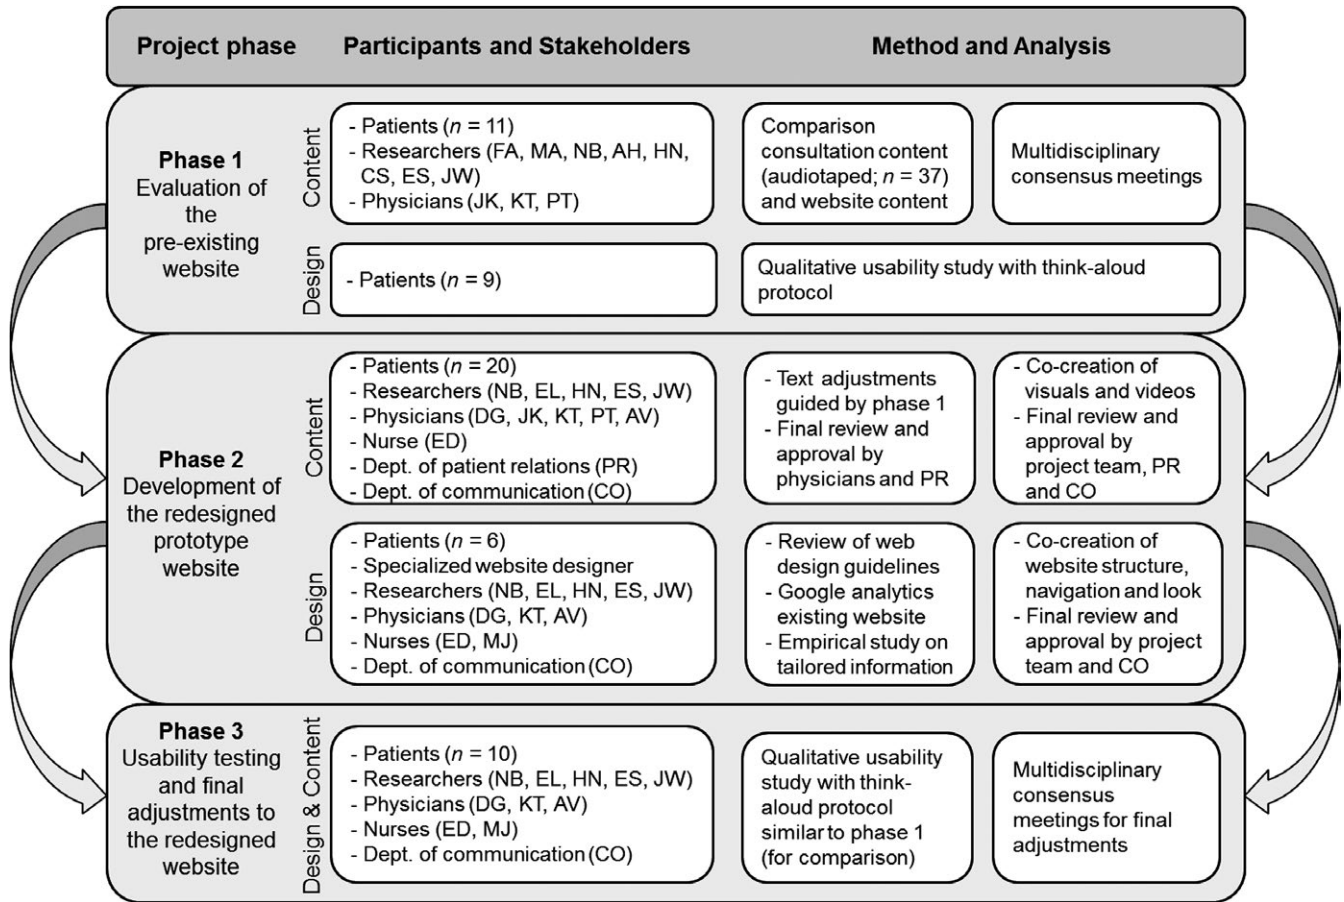 Project phase
Participants and Stakeholders
Method and Analysis
Phase 1
Evaluation of
the
pre-existing
website
Content
- Patients (n = 11)
- Researchers (FA, MA, NB, AH, HN,
CS, ES, JW)
- Physicians (JK, KT, PT)
Comparison
consultation content
(audiotaped; n = 37)
and website content
Multidisciplinary
consensus meetings
Design
- Patients (n = 9)
Qualitative usability study with think-aloud
protocol
Phase 2
Development of
the redesigned
prototype
website
Content
- Patients (n = 20)
- Researchers (NB, EL, HN, ES, JW)
- Physicians (DG, JK, KT, PT, AV)
- Nurse (ED)
- Dept. of patient relations (PR)
- Dept. of communication (CO)
- Text adjustments
guided by phase 1
- Final review and
approval by
physicians and PR
- Co-creation of
visuals and videos
- Final review and
approval by
project team, PR
and CO
Design
- Patients (n = 6)
- Specialized website designer
- Researchers (NB, EL, HN, ES, JW)
- Physicians (DG, KT, AV)
- Nurses (ED, MJ)
- Dept. of communication (CO)
- Review of web
design guidelines
- Google analytics
existing website
- Empirical study on
tailored information
- Co-creation of
website structure,
navigation and look
- Final review and
approval by project
team and CO
Phase 3
Usability testing
and final
adjustments to
the redesigned
website
Design & Content
- Patients (n = 10)
- Researchers (NB, EL, HN, ES, JW)
- Physicians (DG, KT, AV)
- Nurses (ED, MJ)
- Dept. of communication (CO)
Qualitative usability
study with think-
aloud protocol
similar to phase 1
(for comparison)
Multidisciplinary
consensus
meetings for final
adjustments